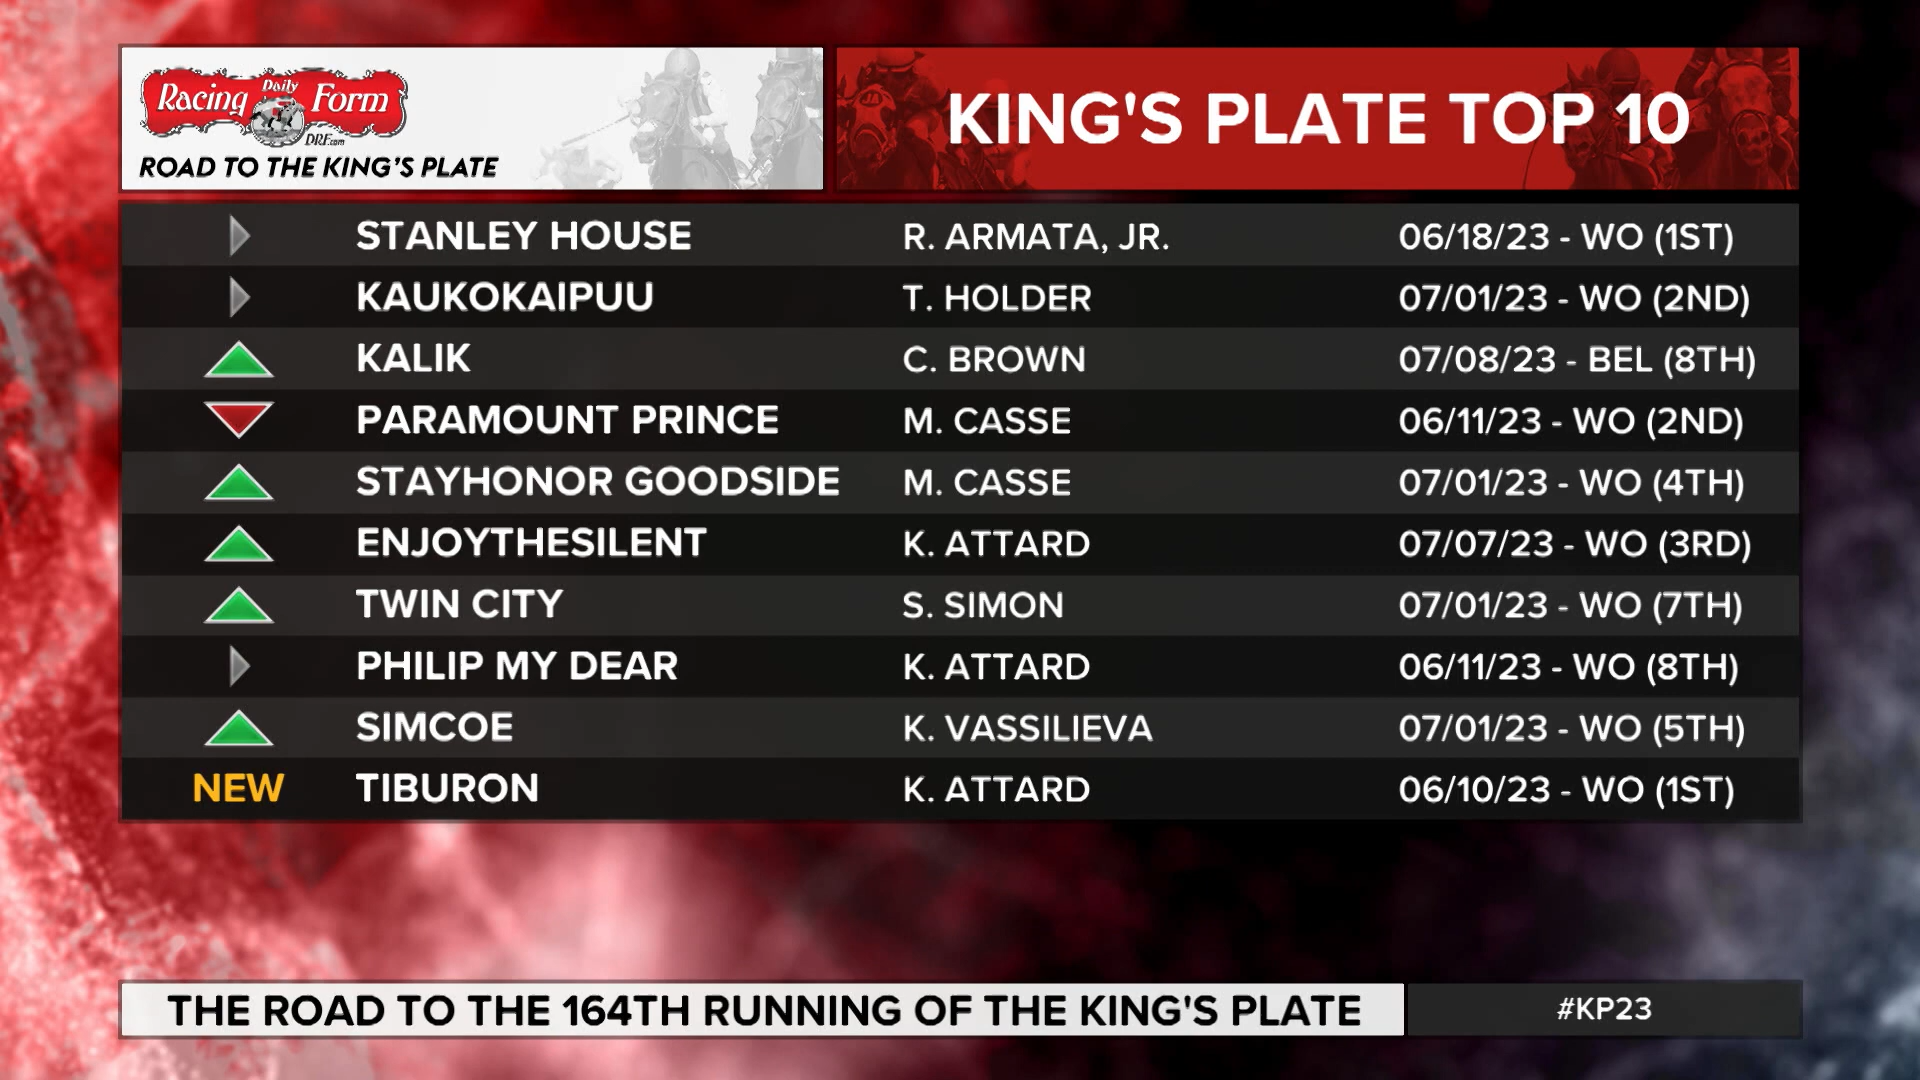 Daily
Racing Form
DRF.com
ROAD TO THE KING'S PLATE
KING'S PLATE TOP 10
STANLEY HOUSE R. ARMATA, JR. 06/18/23 - WO (1ST)
KAUKOKAIPUU T. HOLDER 07/01/23 - WO (2ND)
KALIK C. BROWN 07/08/23 - BEL (8TH)
PARAMOUNT PRINCE M. CASSE 06/11/23 - WO (2ND)
STAYHONOR GOODSIDE M. CASSE 07/01/23 - WO (4TH)
ENJOYTHESILENT K. ATTARD 07/07/23 - WO (3RD)
TWIN CITY S. SIMON 07/01/23 - WO (7TH)
PHILIP MY DEAR K. ATTARD 06/11/23 - WO (8TH)
SIMCOE K. VASSILIEVA 07/01/23 - WO (5TH)
NEW TIBURON K. ATTARD 06/10/23 - WO (1ST)
THE ROAD TO THE 164TH RUNNING OF THE KING'S PLATE #KP23